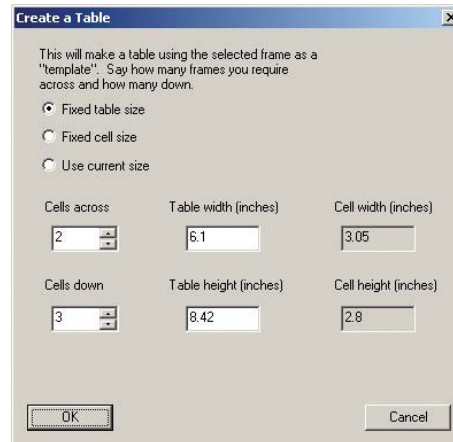 Create a Table
This will make a table using the selected frame as a
"template". Say how many frames you require
across and how many down.
Fixed table size
Fixed cell size
Use current size
Cells across Table width (inches) Cell width (inches)
2 6.1 3.05
Cells down Table height (inches) Cell height (inches)
3 8.42 2.8
OK Cancel